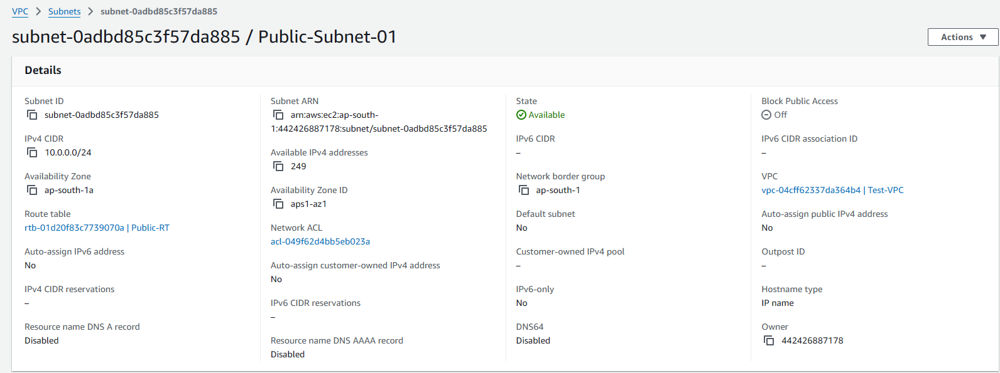 VPC > Subnets > subnet-0adbd85c3f57da885
subnet-0adbd85c3f57da885 / Public-Subnet-01
Actions
Details
Subnet ID
subnet-0adbd85c3f57da885
IPv4 CIDR
10.0.0.0/24
Availability Zone
ap-south-1a
Route table
rtb-01d20f83c7739070a | Public-RT
Auto-assign IPv6 address
No
IPv4 CIDR reservations
–
Resource name DNS A record
Disabled
Subnet ARN
arn:aws:ec2:ap-south-
1:442426887178:subnet/subnet-0adbd85c3f57da885
Available IPv4 addresses
249
Availability Zone ID
aps1-az1
Network ACL
acl-049f62d4bb5eb023a
Auto-assign customer-owned IPv4 address
No
IPv6 CIDR reservations
–
Resource name DNS AAAA record
Disabled
State
Available
IPv6 CIDR
–
Network border group
ap-south-1
Default subnet
No
Customer-owned IPv4 pool
–
IPv6-only
No
DNS64
Disabled
Block Public Access
Off
IPv6 CIDR association ID
–
VPC
vpc-04cff62337da364b4 | Test-VPC
Auto-assign public IPv4 address
No
Outpost ID
–
Hostname type
IP name
Owner
442426887178